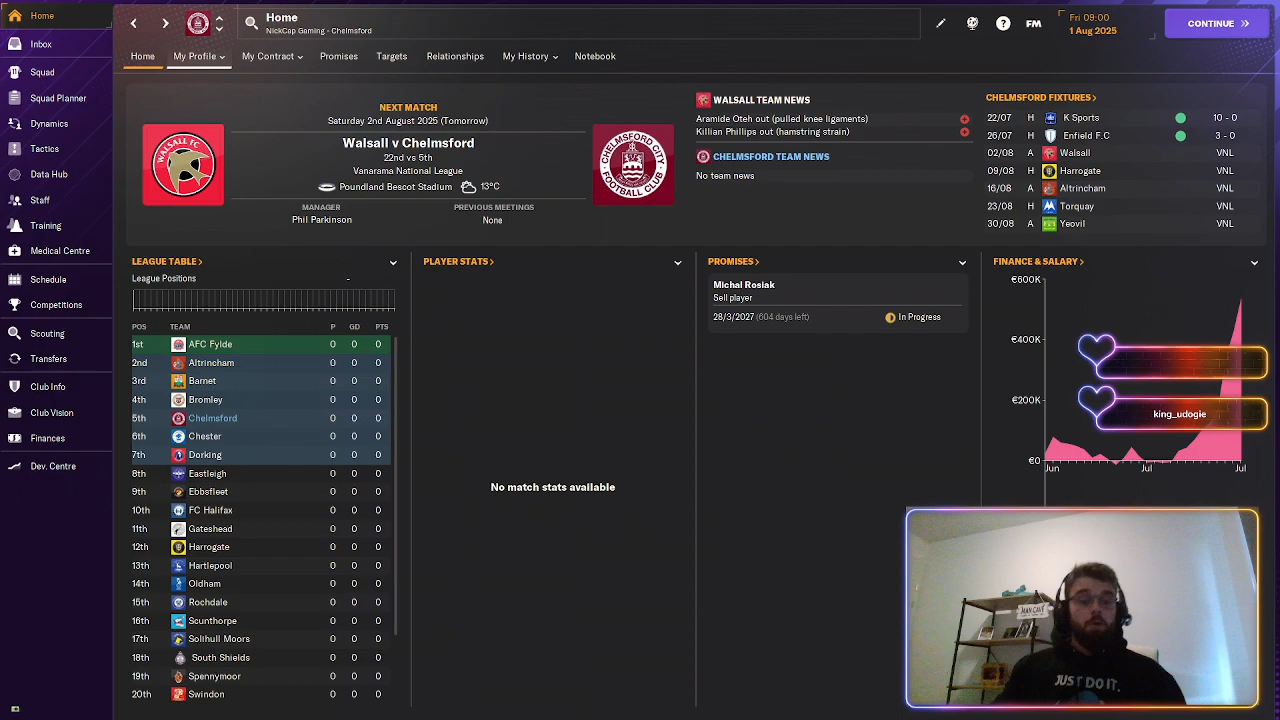 Home
Inbox
Squad
Squad Planner
Dynamics
Tactics
Data Hub
Staff
Training
Medical Centre
Schedule
Competitions
Scouting
Transfers
Club Info
Club Vision
Finances
Dev. Centre
Home
NickCap Gaming - Chelmsford
FM
Fri 09:00
1 Aug 2025
CONTINUE
Home My Profile My Contract Promises Targets Relationships My History Notebook
NEXT MATCH
Saturday 2nd August 2025 (Tomorrow)
Walsall v Chelmsford
22nd vs 5th
Vanarama National League
Poundland Bescot Stadium 13°C
MANAGER PREVIOUS MEETINGS
Phil Parkinson None
WALSALL FC
CHELMSFORD CITY FOOTBALL CLUB
WALSALL TEAM NEWS
Aramide Oteh out (pulled knee ligaments)
Killian Phillips out (hamstring strain)
CHELMSFORD TEAM NEWS
No team news
CHELMSFORD FIXTURES
22/07 H K Sports 10 - 0
26/07 H Enfield F.C 3 - 0
02/08 A Walsall VNL
09/08 H Harrogate VNL
16/08 A Altrincham VNL
23/08 H Torquay VNL
30/08 A Yeovil VNL
LEAGUE TABLE
League Positions -
POS TEAM P GD PTS
1st AFC Fylde 0 0 0
2nd Altrincham 0 0 0
3rd Barnet 0 0 0
4th Bromley 0 0 0
5th Chelmsford 0 0 0
6th Chester 0 0 0
7th Dorking 0 0 0
8th Eastleigh 0 0 0
9th Ebbsfleet 0 0 0
10th FC Halifax 0 0 0
11th Gateshead 0 0 0
12th Harrogate 0 0 0
13th Hartlepool 0 0 0
14th Oldham 0 0 0
15th Rochdale 0 0 0
16th Scunthorpe 0 0 0
17th Solihull Moors 0 0 0
18th South Shields 0 0 0
19th Spennymoor 0 0 0
20th Swindon 0 0 0
PLAYER STATS
No match stats available
PROMISES
Michal Rosiak
Sell player
28/3/2027 (604 days left) In Progress
FINANCE & SALARY
€600K
€400K
€200K
€0
Jun Jul Jul
king_udogie
MAN CAVE
JUST DO IT.